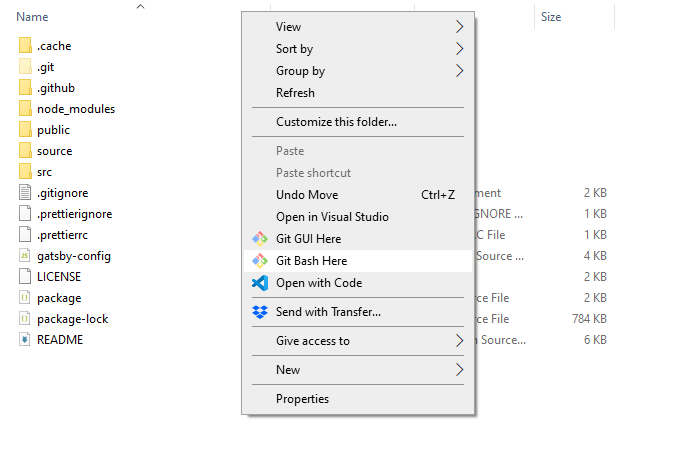 Name Size
.cache
.git
.github
node_modules
public
source
src
.gitignore ment 2 KB
.prettierignore GNORE ... 1 KB
.prettierrc C File 1 KB
gatsby-config Source ... 4 KB
LICENSE 2 KB
package rce File 2 KB
package-lock rce File 784 KB
README n Source... 6 KB
View
Sort by
Group by
Refresh
Customize this folder...
Paste
Paste shortcut
Undo Move Ctrl+Z
Open in Visual Studio
Git GUI Here
Git Bash Here
Open with Code
Send with Transfer...
Give access to
New
Properties